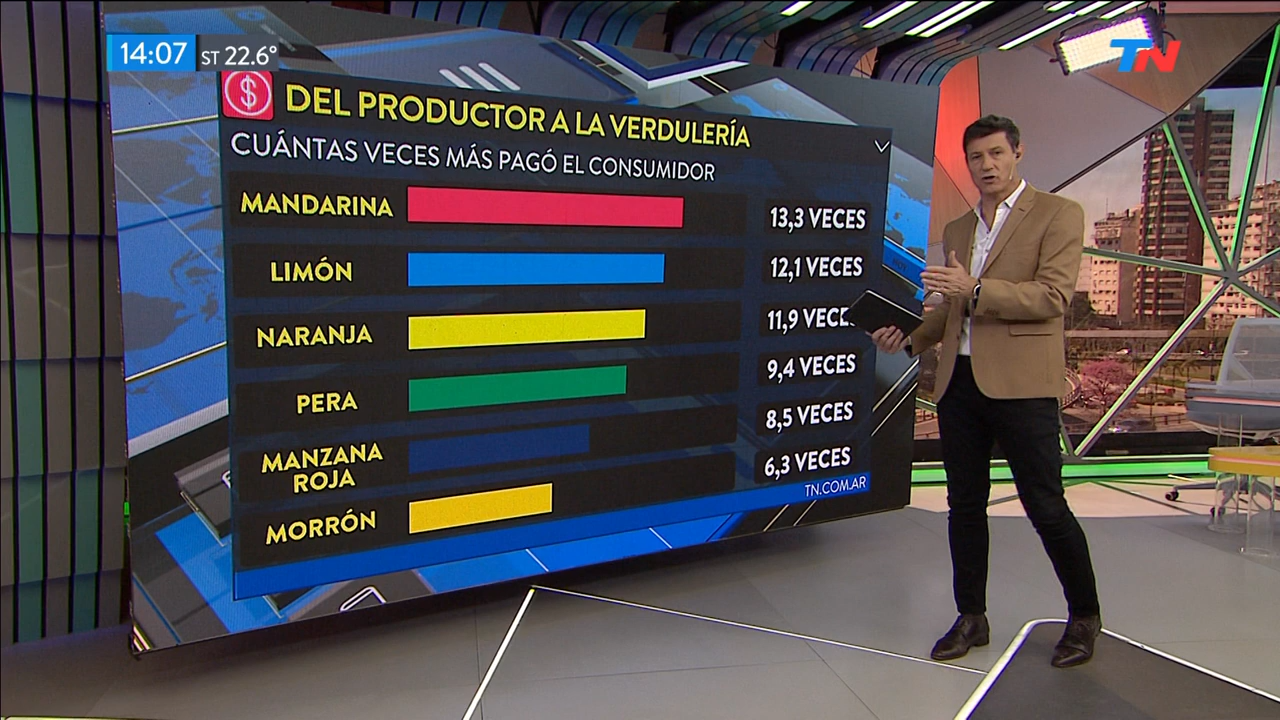 14:07 ST 22.6°
TN
$ DEL PRODUCTOR A LA VERDULERÍA
CUÁNTAS VECES MÁS PAGÓ EL CONSUMIDOR
MANDARINA 13,3 VECES
LIMÓN 12,1 VECES
NARANJA 11,9
PERA 9,4 VECES
MANZANA
ROJA 8,5 VECES
MORRÓN 6,3 VECES
TN.COM.AR